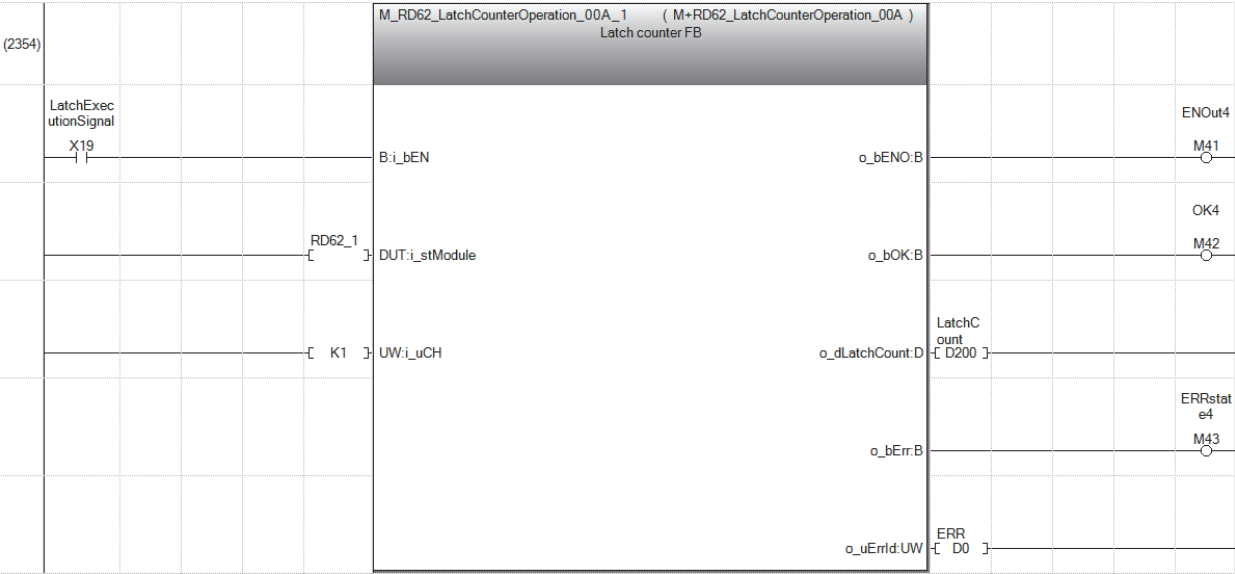 M_RD62_LatchCounterOperation_00A_1 ( M+RD62_LatchCounterOperation_00A )
Latch counter FB
(2354)
LatchExec
utionSignal
X19
B:i_bEN
o_bENO:B
ENOut4
M41
RD62_1
DUT:i_stModule
o_bOK:B
OK4
M42
K1
UW:i_uCH
o_dLatchCount:D
LatchC
ount
D200
o_bErr:B
ERRstat
e4
M43
o_uErrId:UW
ERR
D0